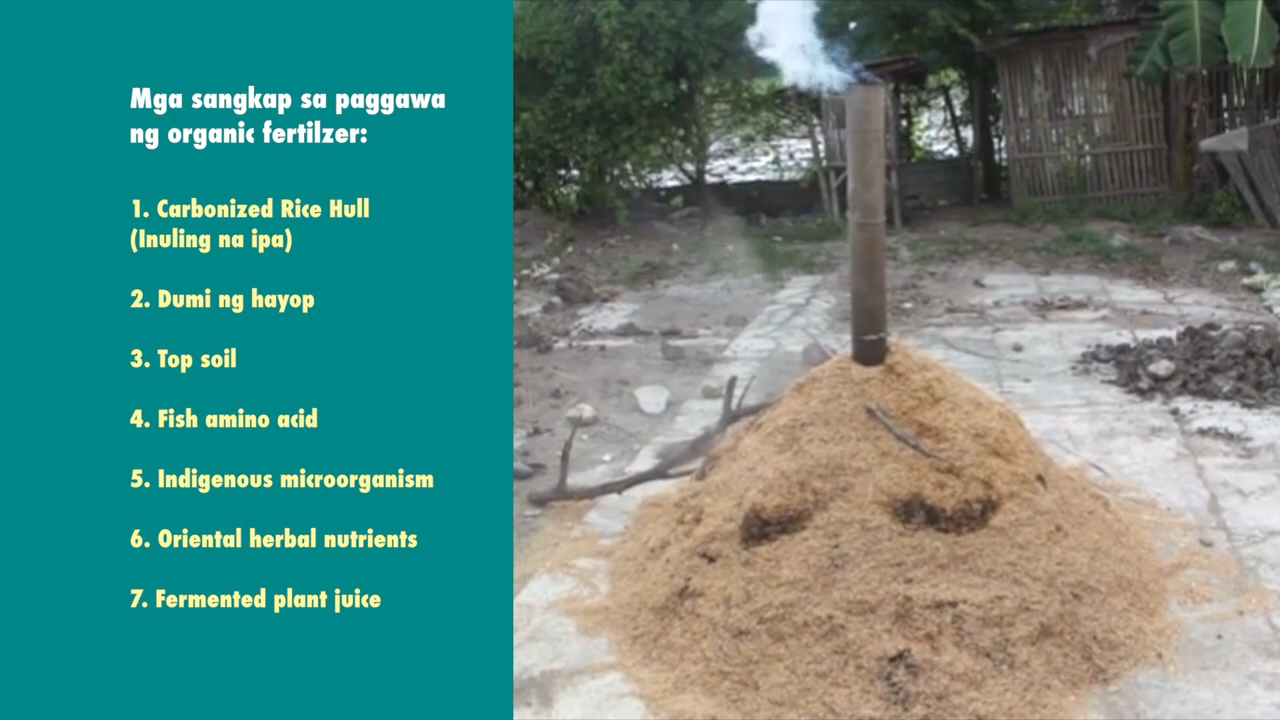 Mga sangkap sa paggawa
ng organic fertilzer:
1. Carbonized Rice Hull
(Inuling na ipa)
2. Dumi ng hayop
3. Top soil
4. Fish amino acid
5. Indigenous microorganism
6. Oriental herbal nutrients
7. Fermented plant juice